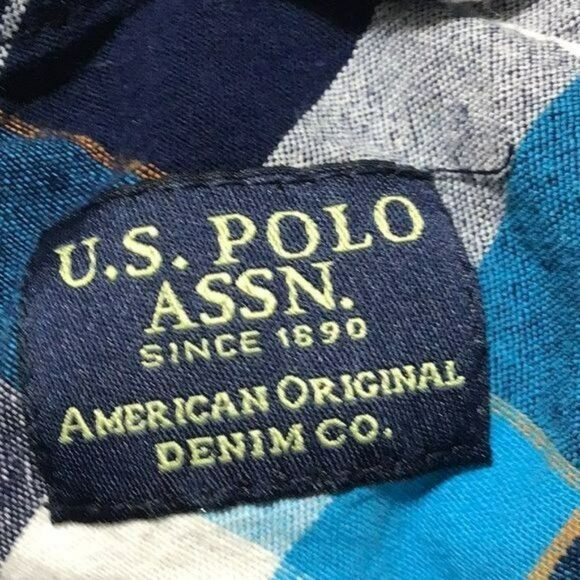 U.S. POLO
ASSN.
SINCE 1890
AMERICAN ORIGINAL
DENIM CO.